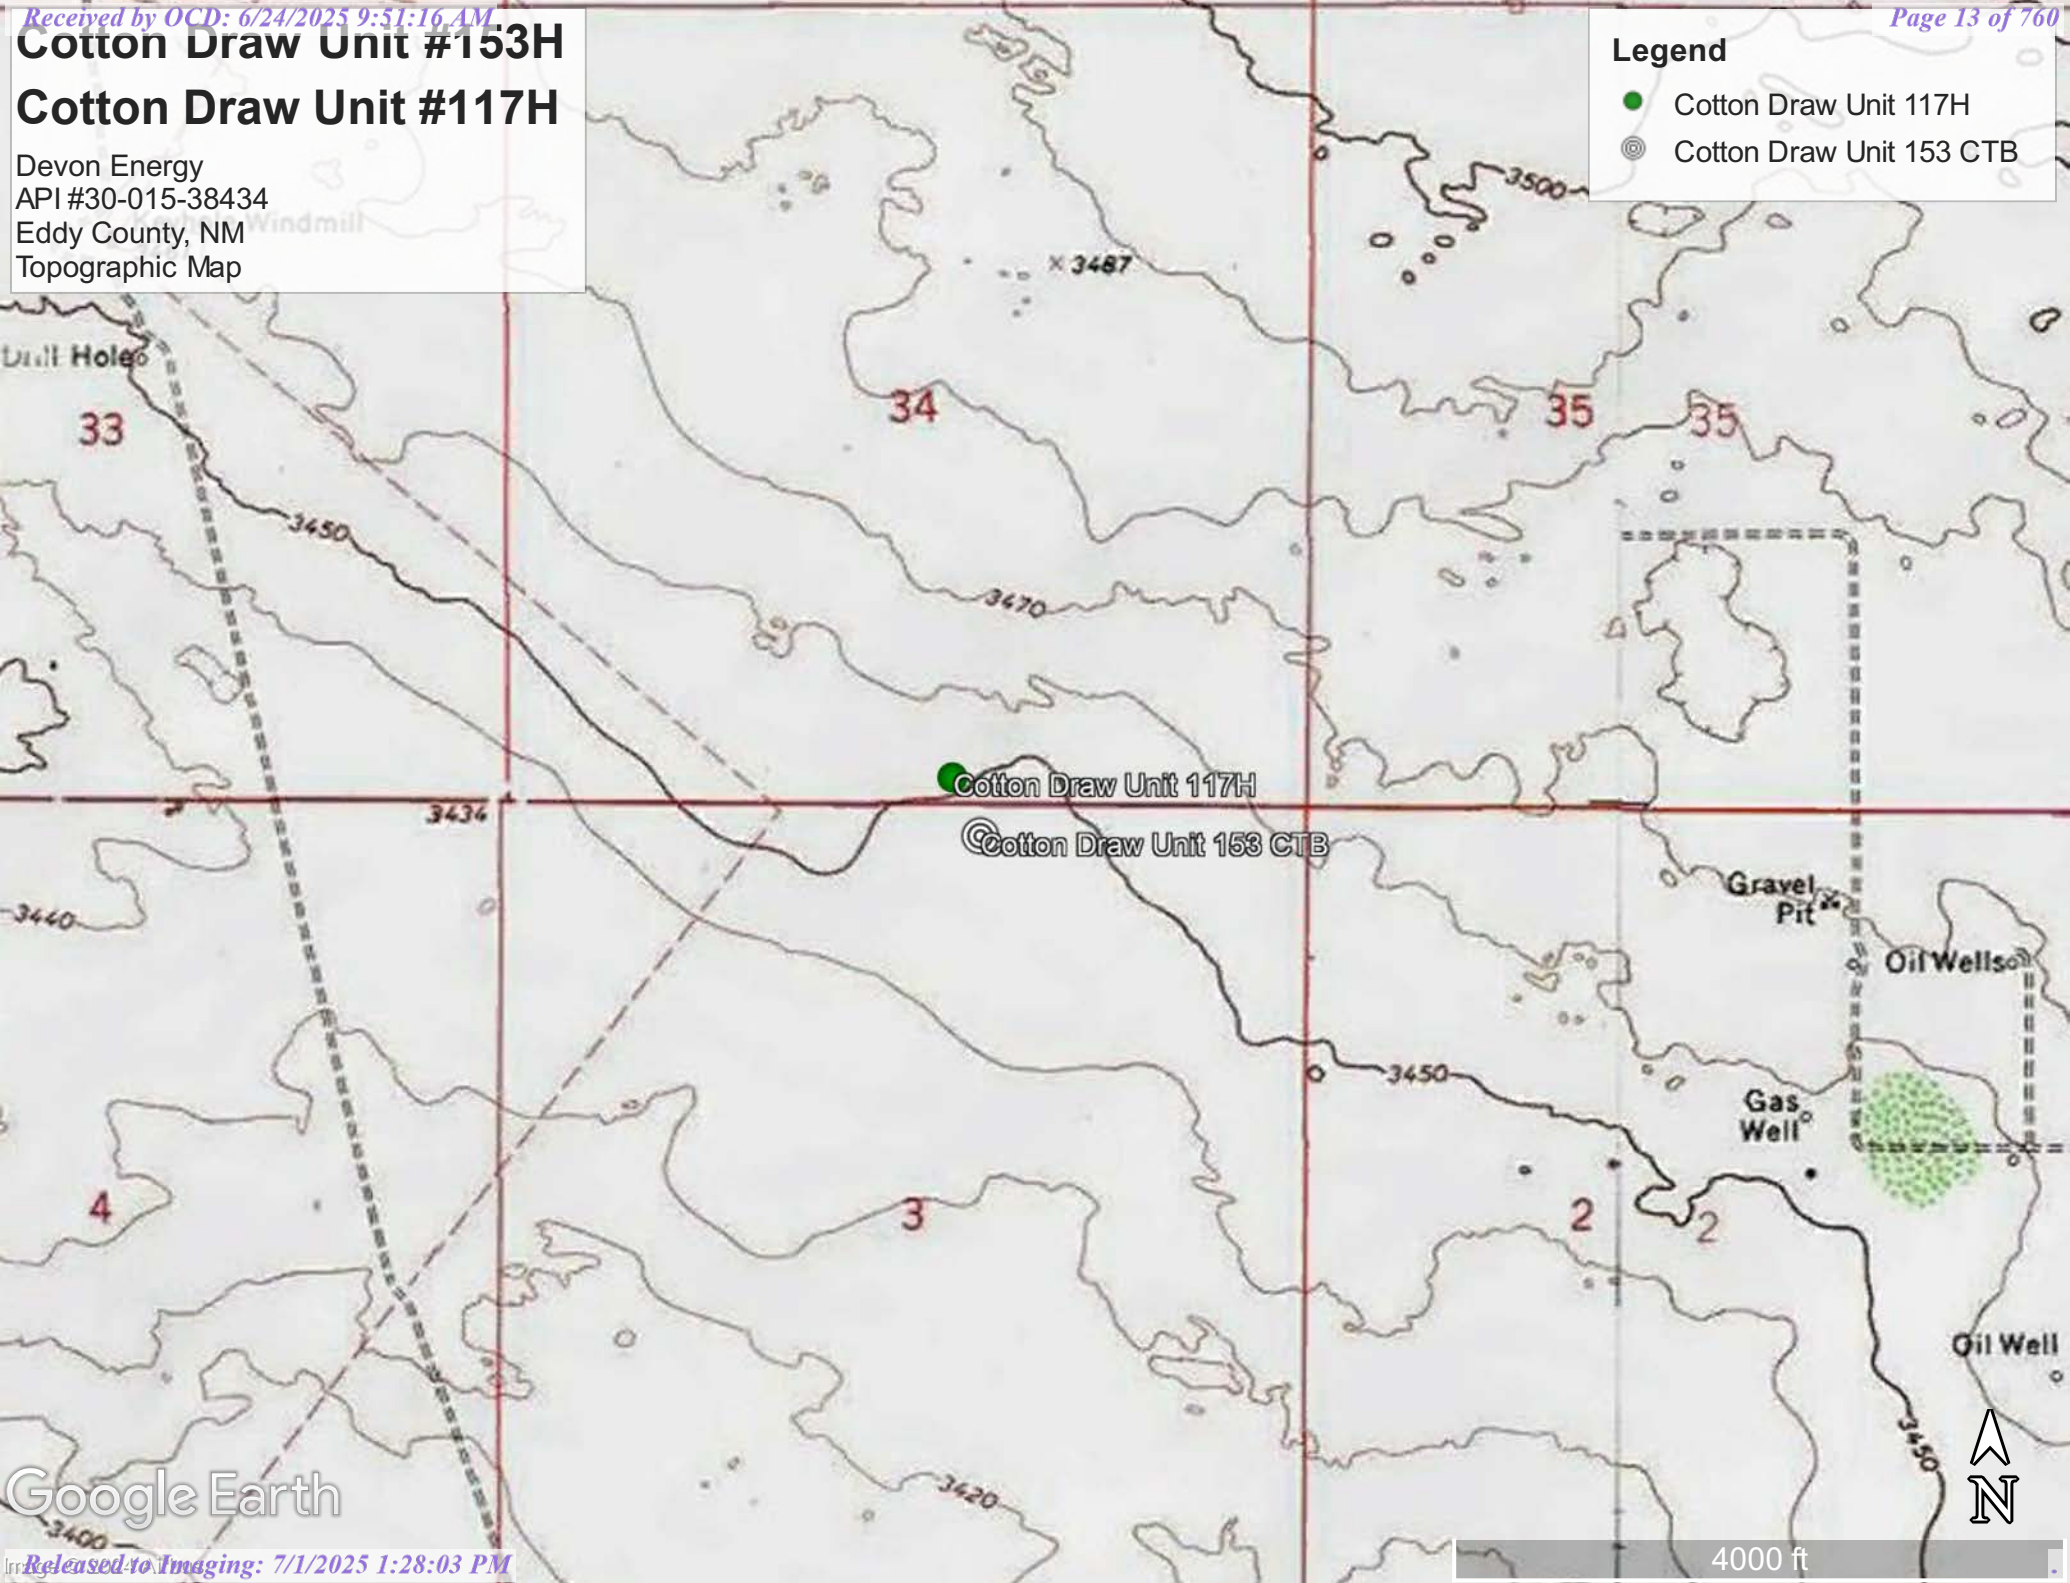 Received by OCD: 6/24/2025 9:51:16 AM
Page 13 of 760
Cotton Draw Unit #153H
Cotton Draw Unit #117H
Devon Energy
API #30-015-38434
Eddy County, NM
Topographic Map
Keyhole Windmill
Legend
Cotton Draw Unit 117H
Cotton Draw Unit 153 CTB
3500
3487
Drill Hole
33
34
35
35
3450
3470
Cotton Draw Unit 117H
3434
Cotton Draw Unit 153 CTB
Gravel
Pit
3440
Oil Wells
3450
Gas
Well
4
3
2
2
Oil Well
3450
3420
N
Google Earth
3400
4000 ft
Released to Imaging: 7/1/2025 1:28:03 PM